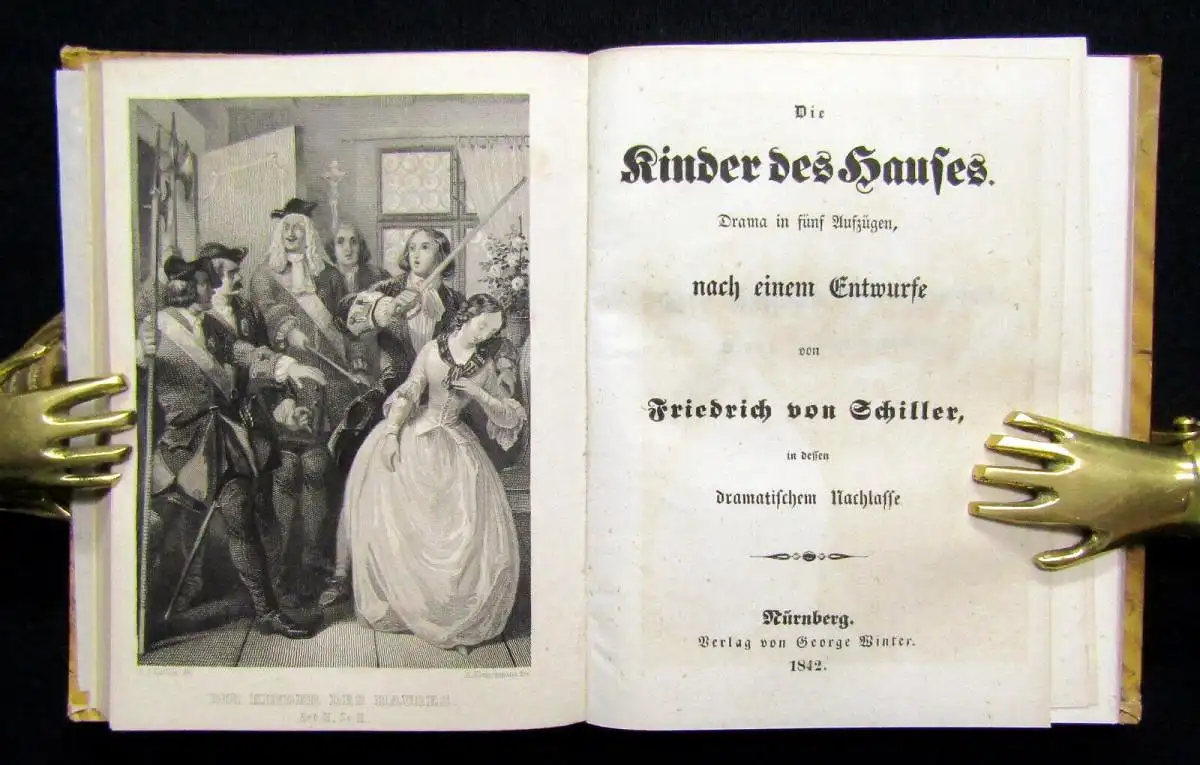 DIE KINDER DES HAUSES.
Die
Kinder des Hauses.
Drama in fünf Aufzügen,
nach einem Entwurfe
von
Friedrich von Schiller,
in dessen
dramatischem Nachlasse
Nürnberg.
Verlag von George Winter.
1842.